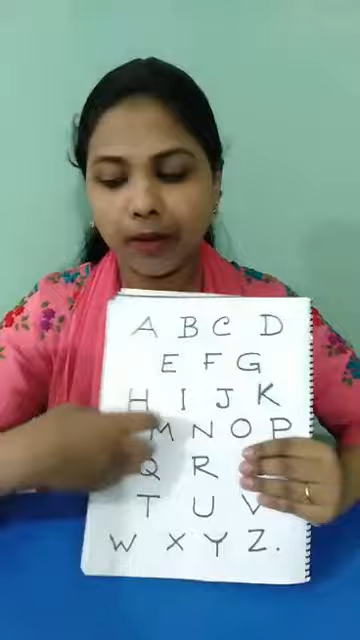 A B C D
E F G
H I J K
M N O P
Q R
T U V
W X Y Z.